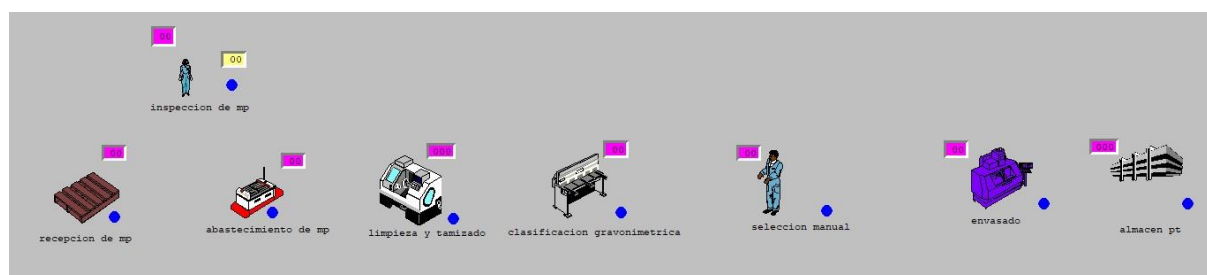 00
00
inspeccion de mp
00
00
000
00
00
00
000
recepcion de mp
abastecimiento de mp
limpieza y tamizado
clasificacion gravonimetrica
seleccion manual
envasado
almacen pt